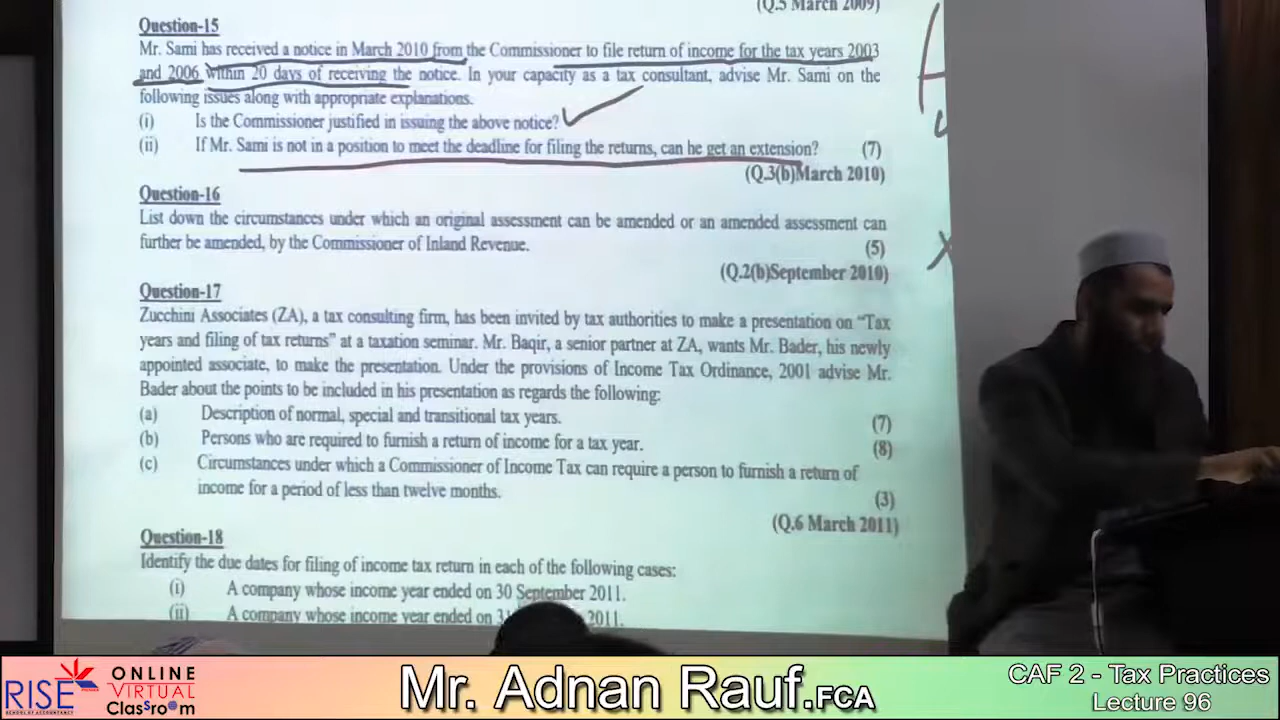 (Q.5 March 2009)
Question-15
Mr. Sami has received a notice in March 2010 from the Commissioner to file return of income for the tax years 2003
and 2006 within 20 days of receiving the notice. In your capacity as a tax consultant, advise Mr. Sami on the
following issues along with appropriate explanations.
(i) Is the Commissioner justified in issuing the above notice?
(ii) If Mr. Sami is not in a position to meet the deadline for filing the returns, can he get an extension? (7)
(Q.3(b)March 2010)
Question-16
List down the circumstances under which an original assessment can be amended or an amended assessment can
further be amended, by the Commissioner of Inland Revenue. (5)
(Q.2(b)September 2010)
Question-17
Zucchini Associates (ZA), a tax consulting firm, has been invited by tax authorities to make a presentation on "Tax
years and filing of tax returns" at a taxation seminar. Mr. Baqir, a senior partner at ZA, wants Mr. Bader, his newly
appointed associate, to make the presentation. Under the provisions of Income Tax Ordinance, 2001 advise Mr.
Bader about the points to be included in his presentation as regards the following:
(a) Description of normal, special and transitional tax years. (7)
(b) Persons who are required to furnish a return of income for a tax year. (8)
(c) Circumstances under which a Commissioner of Income Tax can require a person to furnish a return of
income for a period of less than twelve months. (3)
(Q.6 March 2011)
Question-18
Identify the due dates for filing of income tax return in each of the following cases:
(i) A company whose income year ended on 30 September 2011.
(ii) A company whose income year ended on 2011.
RISE
ONLINE
VIRTUAL
ClassroOm
Mr. Adnan Rauf.FCA
CAF 2 - Tax Practices
Lecture 96